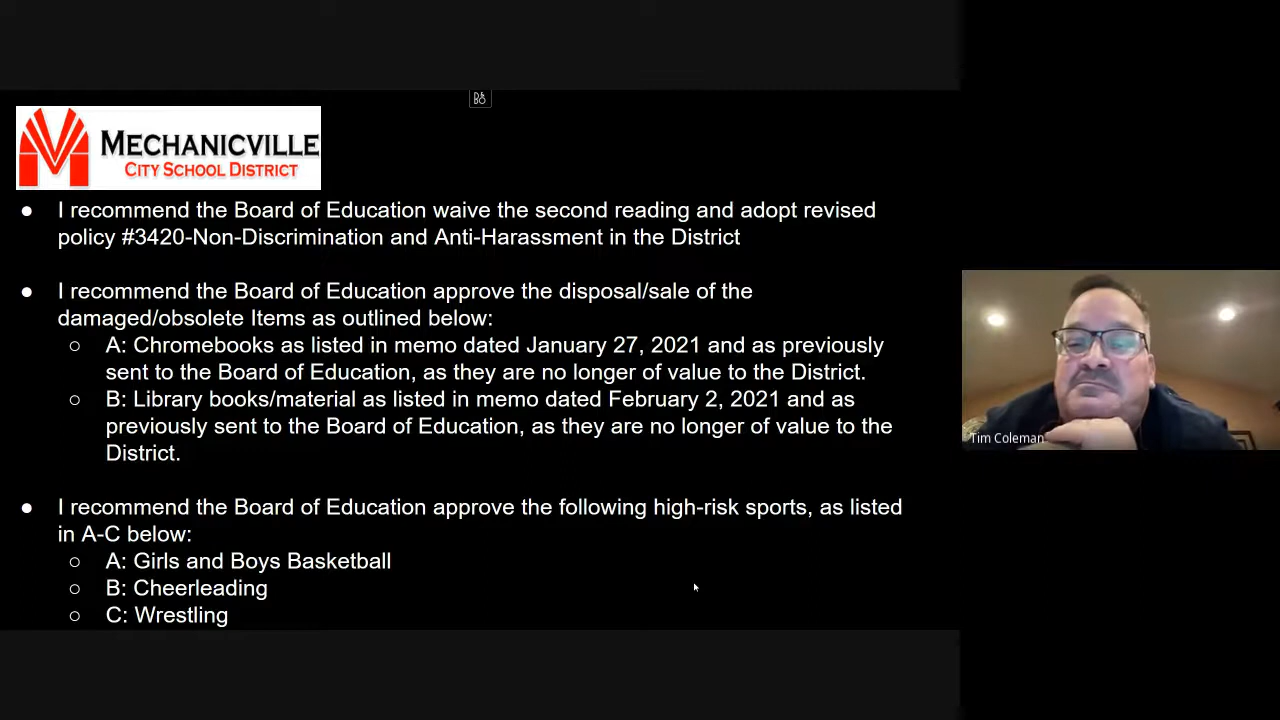 D&
BO
MECHANICVILLE
CITY SCHOOL DISTRICT
● I recommend the Board of Education waive the second reading and adopt revised
policy #3420-Non-Discrimination and Anti-Harassment in the District
● I recommend the Board of Education approve the disposal/sale of the
damaged/obsolete Items as outlined below:
○ A: Chromebooks as listed in memo dated January 27, 2021 and as previously
sent to the Board of Education, as they are no longer of value to the District.
○ B: Library books/material as listed in memo dated February 2, 2021 and as
previously sent to the Board of Education, as they are no longer of value to the
District.
● I recommend the Board of Education approve the following high-risk sports, as listed
in A-C below:
○ A: Girls and Boys Basketball
○ B: Cheerleading
○ C: Wrestling
Tim Coleman